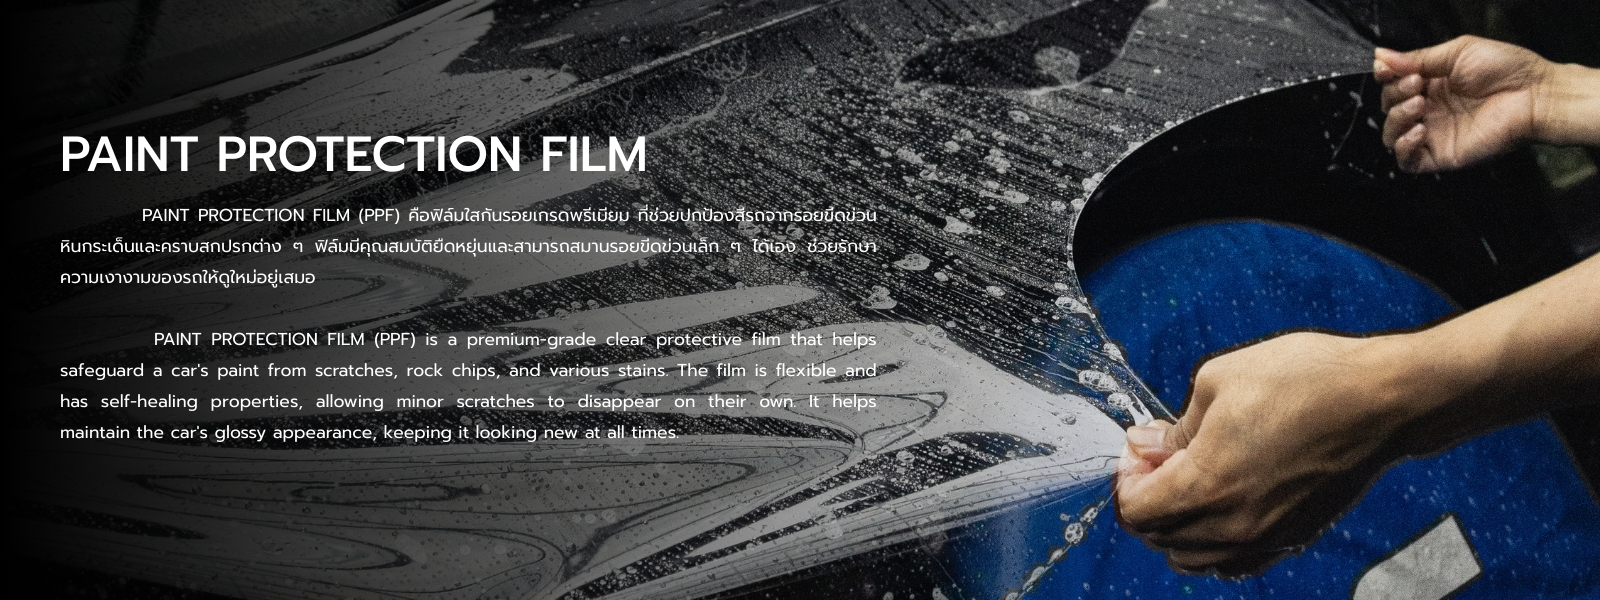 PAINT PROTECTION FILM
PAINT PROTECTION FILM (PPF) คือฟิล์มใสกันรอยเกรดพรีเมียม ที่ช่วยปกป้องสีรถจากรอยขีดข่วน
หินกระเด็นและคราบสกปรกต่าง ๆ ฟิล์มมีคุณสมบัติยืดหยุ่นและสามารถสมานรอยขีดข่วนเล็ก ๆ ได้เอง ช่วยรักษา
ความเงางามของรถให้ดูใหม่อยู่เสมอ
PAINT PROTECTION FILM (PPF) is a premium-grade clear protective film that helps
safeguard a car's paint from scratches, rock chips, and various stains. The film is flexible and
has self-healing properties, allowing minor scratches to disappear on their own. It helps
maintain the car's glossy appearance, keeping it looking new at all times.